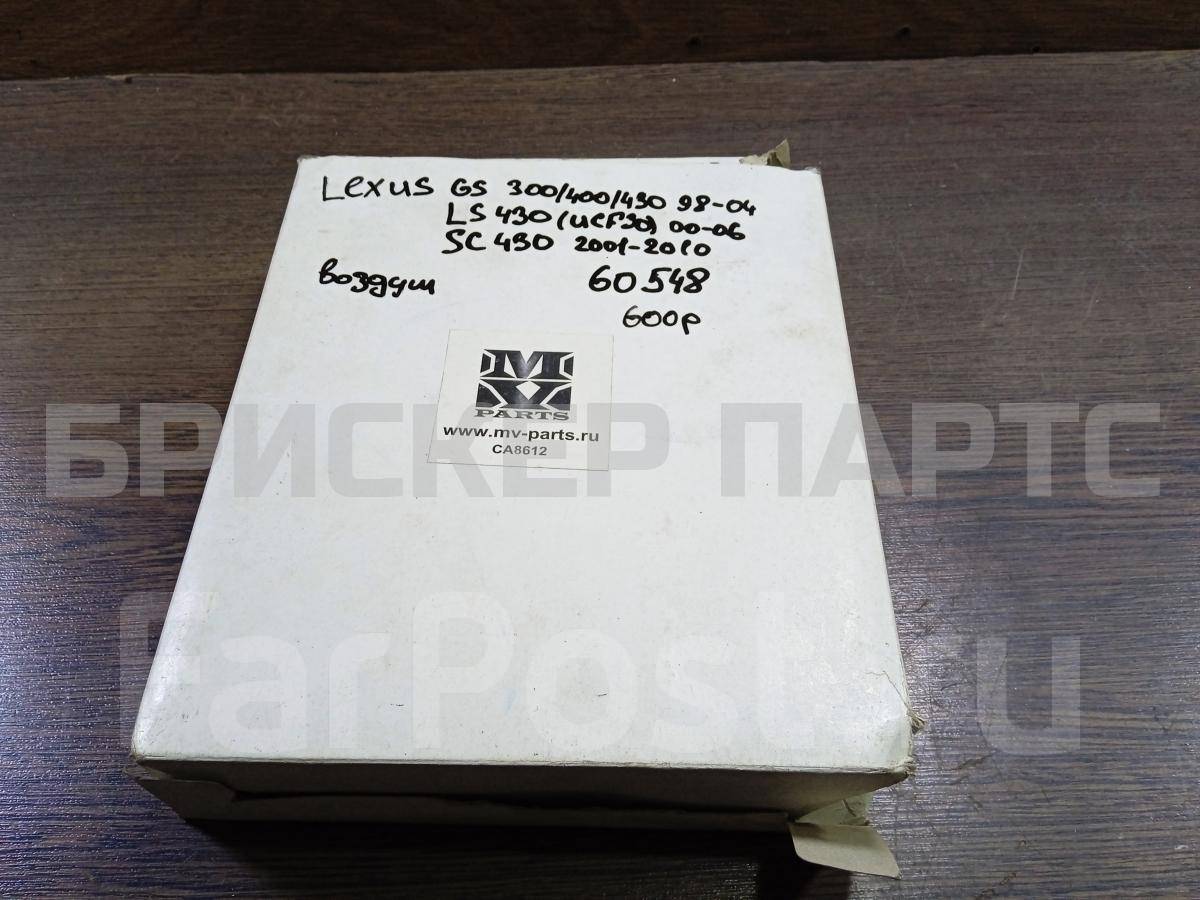 Lexus GS 300/400/430 98-04
LS 430 (UCF30) 00-06
SC 430 2001-2010
воздуш 60548
600р
MV
PARTS
www.mv-parts.ru
CA8612
БРИСКЕР ПАРТС
FarPost.ru